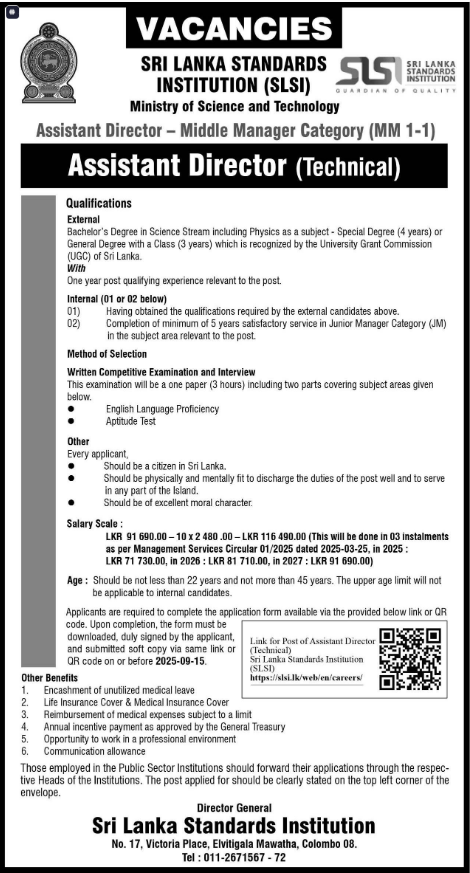 VACANCIES
SRI LANKA STANDARDS
INSTITUTION (SLSI)
SLSI SRI LANKA
STANDARDS
INSTITUTION
GUARDIAN OF QUALITY
Ministry of Science and Technology
Assistant Director – Middle Manager Category (MM 1-1)
Assistant Director (Technical)
Qualifications
External
Bachelor's Degree in Science Stream including Physics as a subject - Special Degree (4 years) or
General Degree with a Class (3 years) which is recognized by the University Grant Commission
(UGC) of Sri Lanka.
With
One year post qualifying experience relevant to the post.
Internal (01 or 02 below)
01) Having obtained the qualifications required by the external candidates above.
02) Completion of minimum of 5 years satisfactory service in Junior Manager Category (JM)
in the subject area relevant to the post.
Method of Selection
Written Competitive Examination and Interview
This examination will be a one paper (3 hours) including two parts covering subject areas given
below.
● English Language Proficiency
● Aptitude Test
Other
Every applicant,
● Should be a citizen in Sri Lanka.
● Should be physically and mentally fit to discharge the duties of the post well and to serve
in any part of the Island.
● Should be of excellent moral character.
Salary Scale :
LKR 91 690.00 – 10 x 2 480 .00 – LKR 116 490.00 (This will be done in 03 instalments
as per Management Services Circular 01/2025 dated 2025-03-25, in 2025 :
LKR 71 730.00, in 2026 : LKR 81 710.00, in 2027 : LKR 91 690.00)
Age : Should be not less than 22 years and not more than 45 years. The upper age limit will not
be applicable to internal candidates.
Applicants are required to complete the application form available via the provided below link or QR
code. Upon completion, the form must be
downloaded, duly signed by the applicant,
and submitted soft copy via same link or
QR code on or before 2025-09-15.
Link for Post of Assistant Director
(Technical)
Sri Lanka Standards Institution
(SLSI)
https://slsi.lk/web/en/careers/
Other Benefits
1. Encashment of unutilized medical leave
2. Life Insurance Cover & Medical Insurance Cover
3. Reimbursement of medical expenses subject to a limit
4. Annual incentive payment as approved by the General Treasury
5. Opportunity to work in a professional environment
6. Communication allowance
Those employed in the Public Sector Institutions should forward their applications through the respec-
tive Heads of the Institutions. The post applied for should be clearly stated on the top left corner of the
envelope.
Director General
Sri Lanka Standards Institution
No. 17, Victoria Place, Elvitigala Mawatha, Colombo 08.
Tel : 011-2671567 - 72